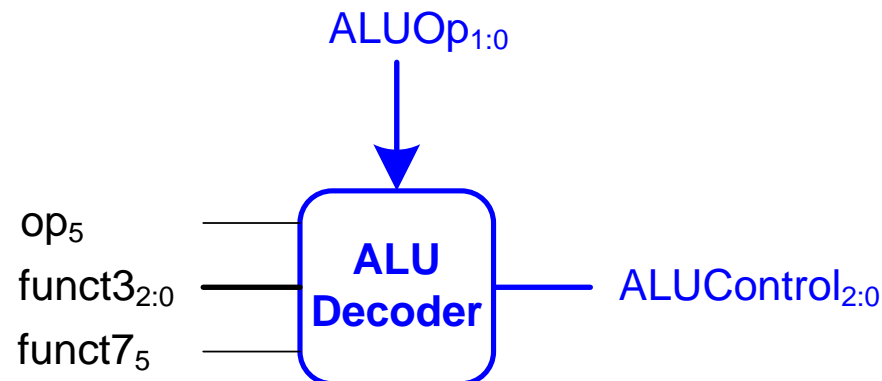 ALUOp1:0
op5
funct32:0
funct75
ALU
Decoder
ALUControl2:0